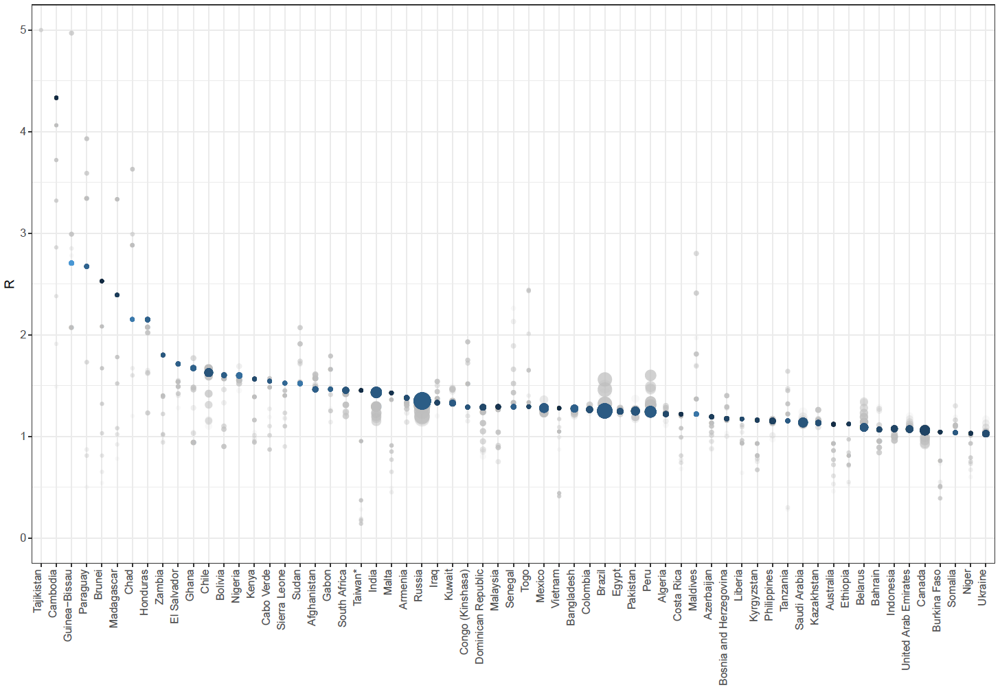 5
4
3
2
1
0
R
Tajikistan
Cambodia
Guinea−Bissau
Paraguay
Brunei
Madagascar
Chad
Honduras
Zambia
El Salvador
Ghana
Chile
Bolivia
Nigeria
Kenya
Cabo Verde
Sierra Leone
Sudan
Afghanistan
Gabon
South Africa
Taiwan*
India
Malta
Armenia
Russia
Iraq
Kuwait
Congo (Kinshasa)
Dominican Republic
Malaysia
Senegal
Togo
Mexico
Vietnam
Bangladesh
Colombia
Brazil
Egypt
Pakistan
Peru
Algeria
Costa Rica
Maldives
Azerbaijan
Bosnia and Herzegovina
Liberia
Kyrgyzstan
Philippines
Tanzania
Saudi Arabia
Kazakhstan
Australia
Ethiopia
Belarus
Bahrain
Indonesia
United Arab Emirates
Canada
Burkina Faso
Somalia
Niger
Ukraine